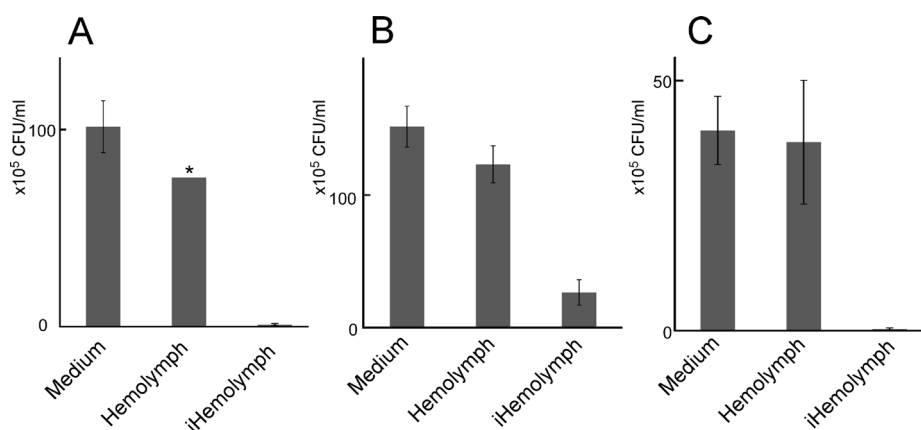 A
x10⁵ CFU/ml
100
0
*
Medium
Hemolymph
iHemolymph
B
x10⁵ CFU/ml
100
0
Medium
Hemolymph
iHemolymph
C
x10⁵ CFU/ml
50
0
Medium
Hemolymph
iHemolymph